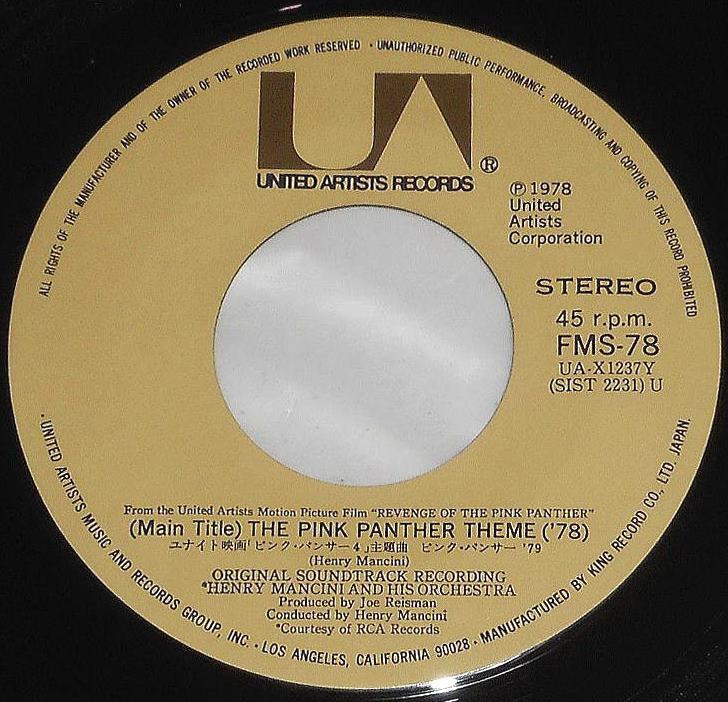 ALL RIGHTS OF THE MANUFACTURER AND OF THE OWNER OF THE RECORDED WORK RESERVED · UNAUTHORIZED PUBLIC PERFORMANCE, BROADCASTING AND COPYING OF THIS RECORD PROHIBITED
UA®
UNITED ARTISTS RECORDS
Ⓟ1978
United
Artists
Corporation
STEREO
45 r.p.m.
FMS-78
UA-X1237Y
(SIST 2231) U
From the United Artists Motion Picture Film "REVENGE OF THE PINK PANTHER"
(Main Title) THE PINK PANTHER THEME ('78)
ユナイト映画「ピンク・パンサー4」主題曲 ピンク・パンサー '79
(Henry Mancini)
ORIGINAL SOUNDTRACK RECORDING
*HENRY MANCINI AND HIS ORCHESTRA
Produced by Joe Reisman
Conducted by Henry Mancini
*Courtesy of RCA Records
· UNITED ARTISTS MUSIC AND RECORDS GROUP, INC. · LOS ANGELES, CALIFORNIA 90028 · MANUFACTURED BY KING RECORD CO., LTD. JAPAN.